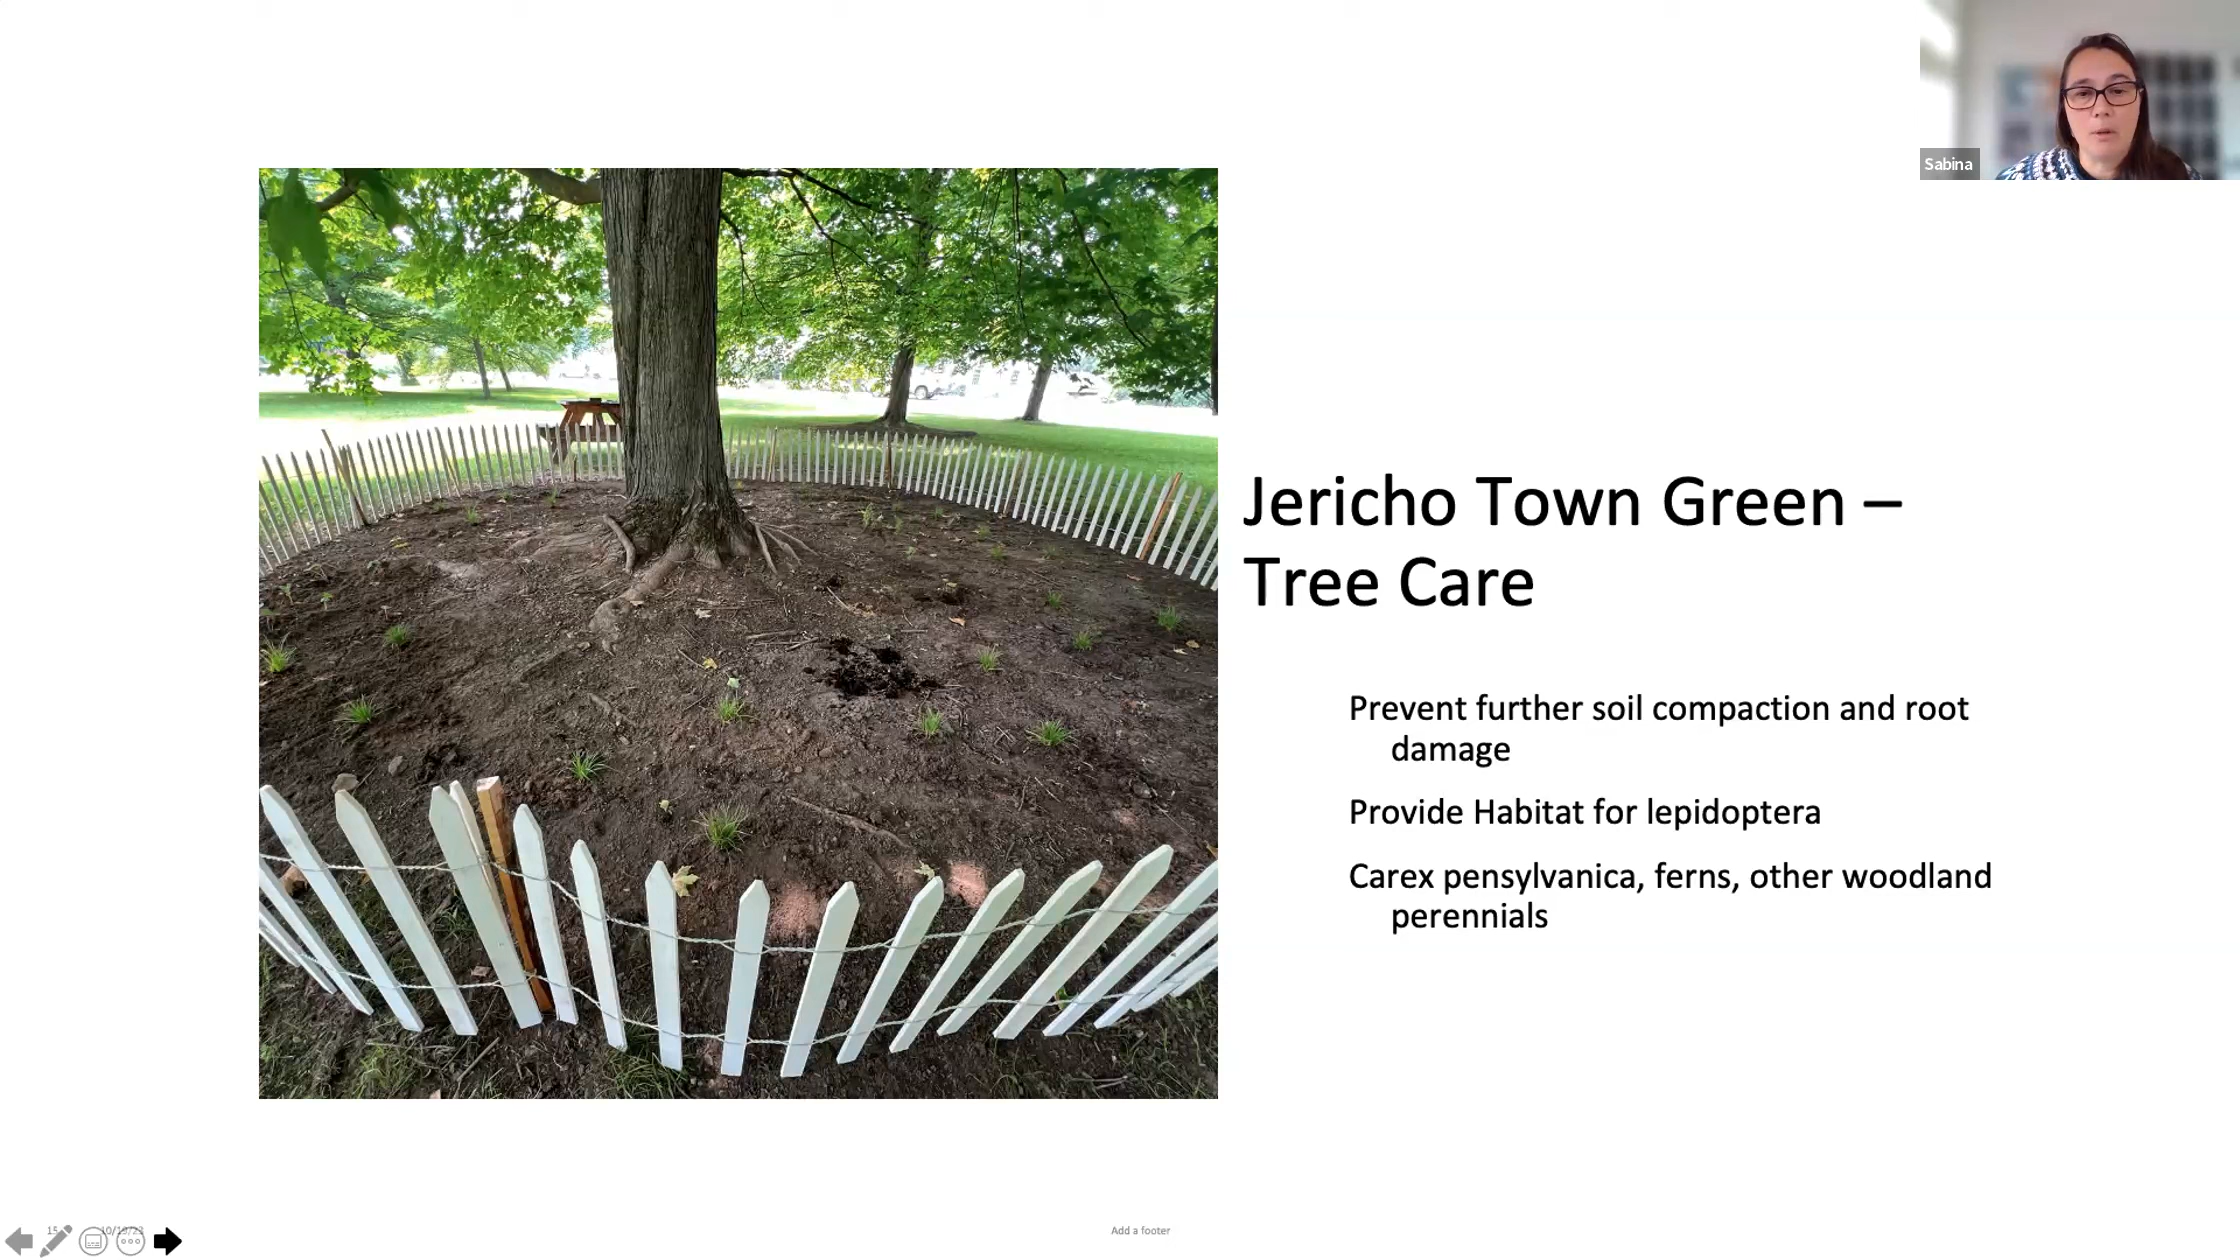 Sabina
Jericho Town Green –
Tree Care
Prevent further soil compaction and root
damage
Provide Habitat for lepidoptera
Carex pensylvanica, ferns, other woodland
perennials
15
Add a footer